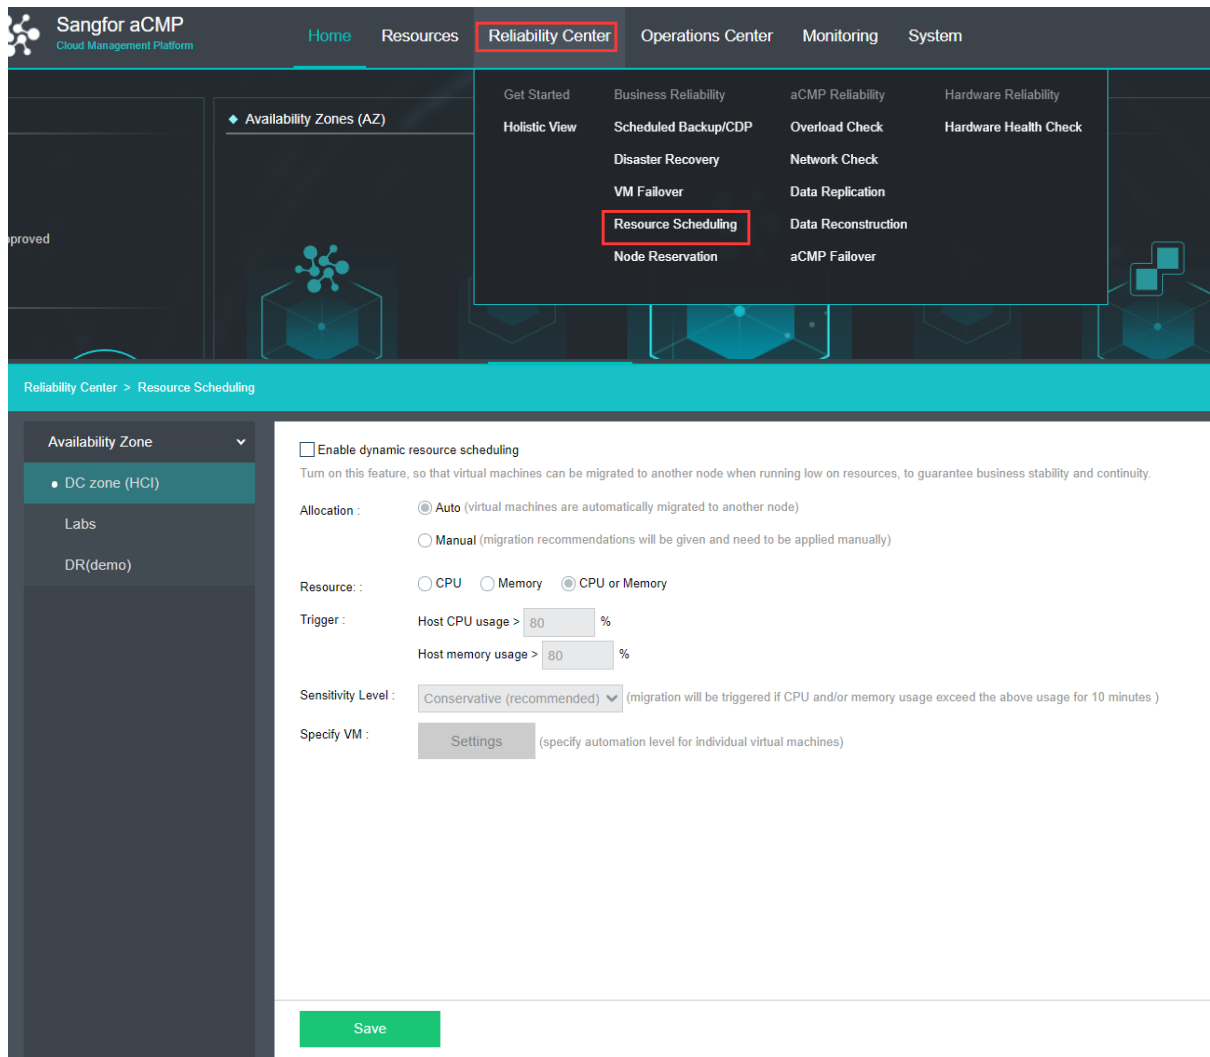 Sangfor aCMP
Cloud Management Platform
Home Resources Reliability Center Operations Center Monitoring System
Get Started Business Reliability aCMP Reliability Hardware Reliability
Availability Zones (AZ)
Holistic View Scheduled Backup/CDP Overload Check Hardware Health Check
Disaster Recovery Network Check
VM Failover Data Replication
Resource Scheduling Data Reconstruction
Node Reservation aCMP Failover
Reliability Center > Resource Scheduling
Availability Zone
DC zone (HCI)
Labs
DR(demo)
Enable dynamic resource scheduling
Turn on this feature, so that virtual machines can be migrated to another node when running low on resources, to guarantee business stability and continuity.
Allocation : Auto (virtual machines are automatically migrated to another node)
Manual (migration recommendations will be given and need to be applied manually)
Resource: : CPU Memory CPU or Memory
Trigger : Host CPU usage > 80 %
Host memory usage > 80 %
Sensitivity Level : Conservative (recommended) (migration will be triggered if CPU and/or memory usage exceed the above usage for 10 minutes )
Specify VM : Settings (specify automation level for individual virtual machines)
Save